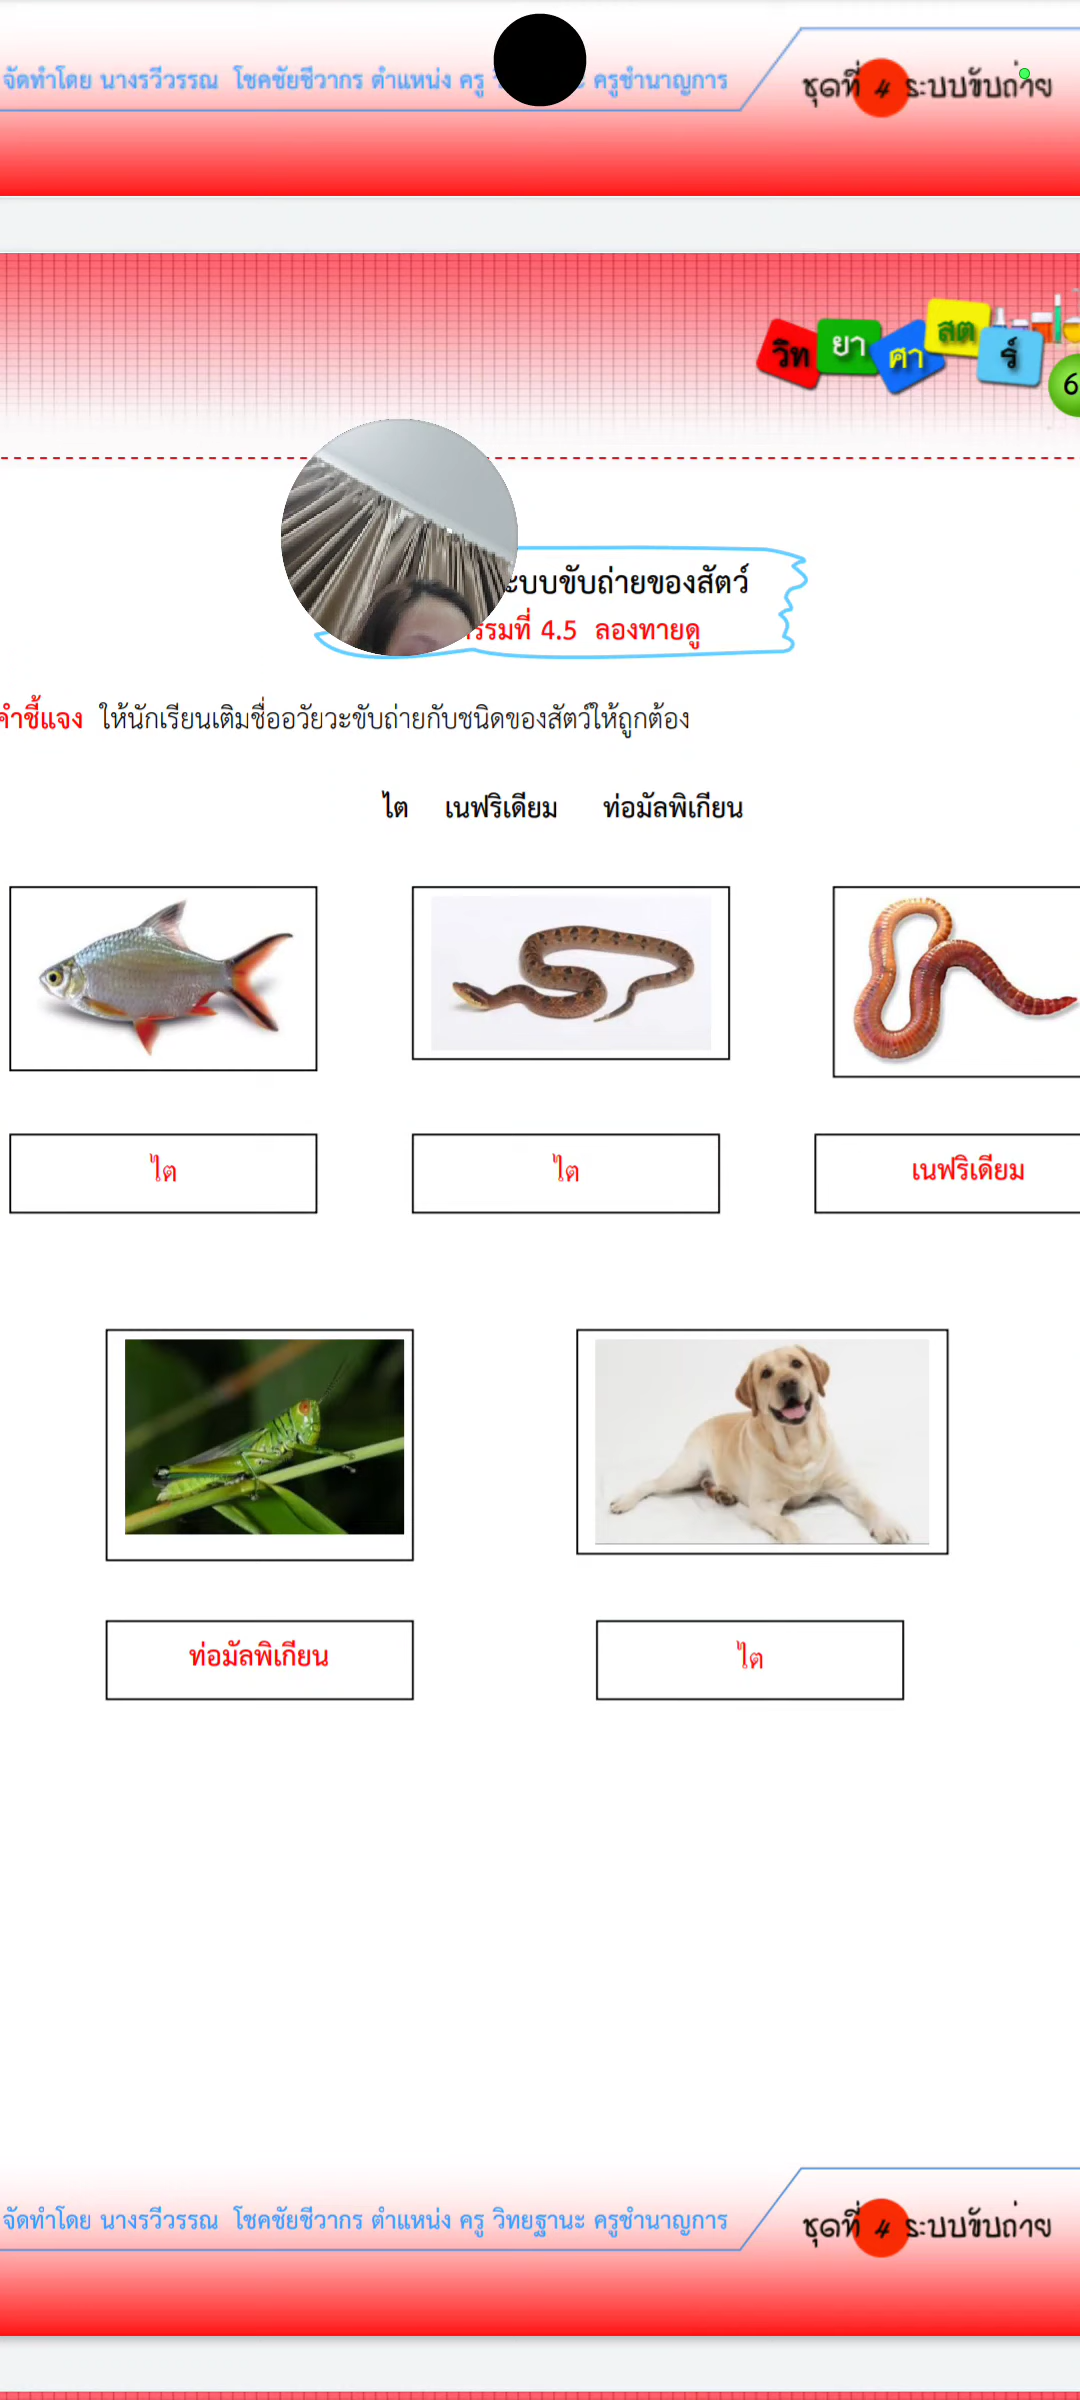 จัดทำโดย นางรวีวรรณ โชคชัยชีวากร ตำแหน่ง ครู ครูชำนาญการ
ชุดที่ 4 ระบบขับถ่าย
วิทยาศาสตร์
6
ระบบขับถ่ายของสัตว์
4.5 ลองทายดู
คำชี้แจง ให้นักเรียนเติมชื่ออวัยวะขับถ่ายกับชนิดของสัตว์ให้ถูกต้อง
ไต เนฟริเดียม ท่อมัลพิเกียน
ไต ไต เนฟริเดียม
ท่อมัลพิเกียน ไต
จัดทำโดย นางรวีวรรณ โชคชัยชีวากร ตำแหน่ง ครู วิทยฐานะ ครูชำนาญการ
ชุดที่ 4 ระบบขับถ่าย